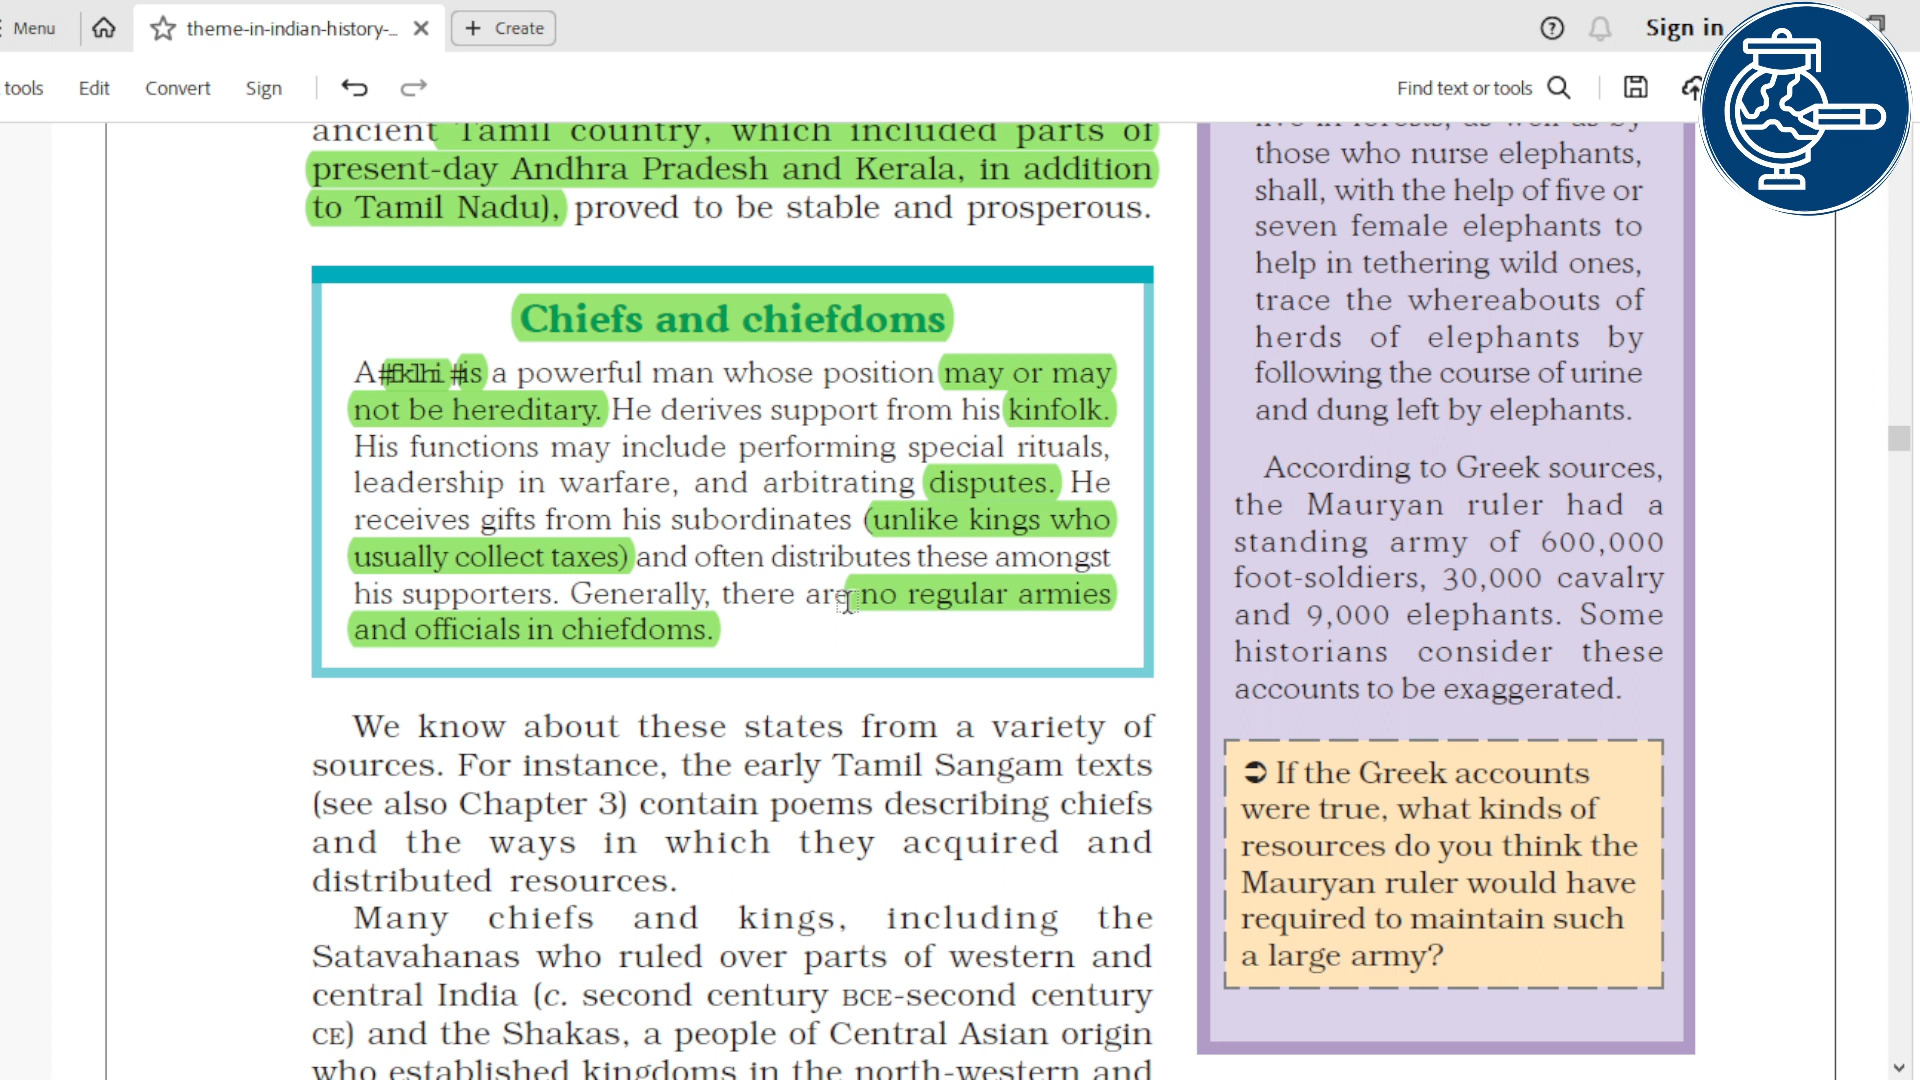 Menu
theme-in-indian-history-...
Create
Sign in
tools
Edit
Convert
Sign
Find text or tools
ancient Tamil country, which included parts of
present-day Andhra Pradesh and Kerala, in addition
to Tamil Nadu), proved to be stable and prosperous.
Chiefs and chiefdoms
A is a powerful man whose position may or may
not be hereditary. He derives support from his kinfolk.
His functions may include performing special rituals,
leadership in warfare, and arbitrating disputes. He
receives gifts from his subordinates (unlike kings who
usually collect taxes) and often distributes these amongst
his supporters. Generally, there are no regular armies
and officials in chiefdoms.
We know about these states from a variety of
sources. For instance, the early Tamil Sangam texts
(see also Chapter 3) contain poems describing chiefs
and the ways in which they acquired and
distributed resources.
Many chiefs and kings, including the
Satavahanas who ruled over parts of western and
central India (c. second century BCE-second century
CE) and the Shakas, a people of Central Asian origin
who established kingdoms in the north-western and
live in forests, as well as by
those who nurse elephants,
shall, with the help of five or
seven female elephants to
help in tethering wild ones,
trace the whereabouts of
herds of elephants by
following the course of urine
and dung left by elephants.
According to Greek sources,
the Mauryan ruler had a
standing army of 600,000
foot-soldiers, 30,000 cavalry
and 9,000 elephants. Some
historians consider these
accounts to be exaggerated.
➲ If the Greek accounts
were true, what kinds of
resources do you think the
Mauryan ruler would have
required to maintain such
a large army?